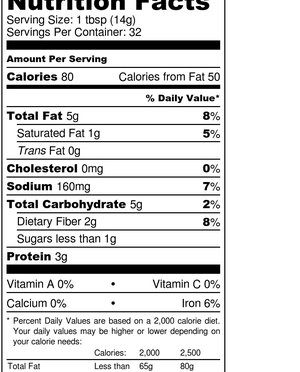 Nutrition Facts
Serving Size: 1 tbsp (14g)
Servings Per Container: 32
Amount Per Serving
Calories 80 Calories from Fat 50
% Daily Value*
Total Fat 5g 8%
Saturated Fat 1g 5%
Trans Fat 0g
Cholesterol 0mg 0%
Sodium 160mg 7%
Total Carbohydrate 5g 2%
Dietary Fiber 2g 8%
Sugars less than 1g
Protein 3g
Vitamin A 0% • Vitamin C 0%
Calcium 0% • Iron 6%
* Percent Daily Values are based on a 2,000 calorie diet.
Your daily values may be higher or lower depending on
your calorie needs:
Calories: 2,000 2,500
Total Fat Less than 65g 80g